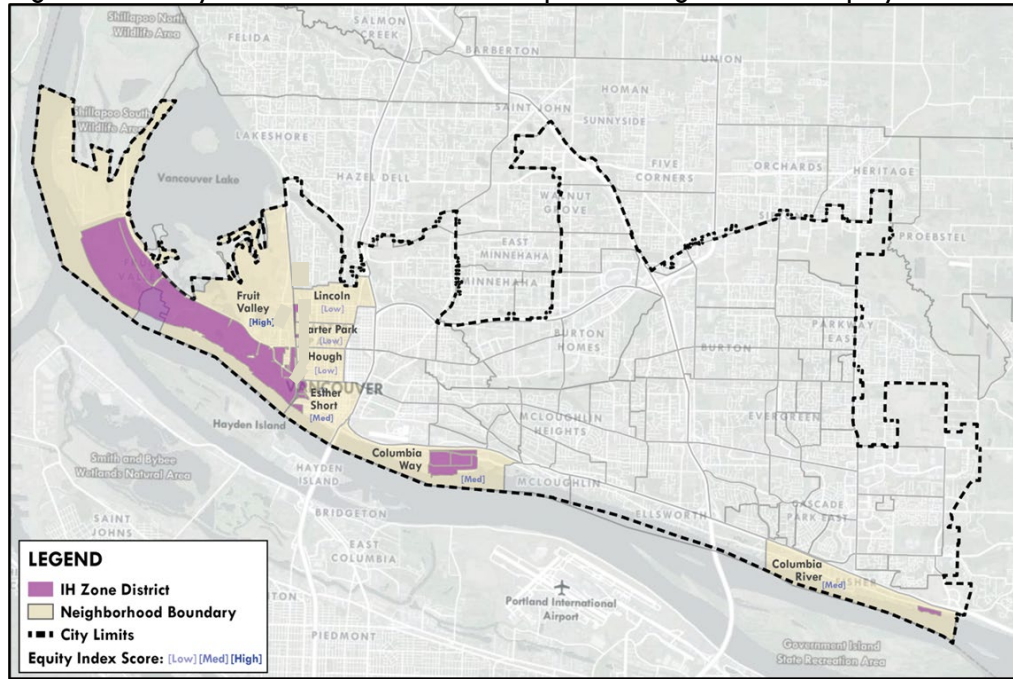 Shillapoo North
Wildlife Area
SALMON
CREEK
FELIDA
BARBERTON
UNION
HOMAN
SAINT JOHN
SUNNYSIDE
Shillapoo South
Wildlife Area
LAKESHORE
Vancouver Lake
HAZEL DELL
FIVE
CORNERS
ORCHARDS
HERITAGE
WALNUT
GROVE
PROEBSTEL
EAST
MINNEHAHA
MINNEHAHA
Fruit
Valley
[High]
Lincoln
[Low]
arter Park
[Low]
Hough
[Low]
VANCOUVER
Esther
Short
[Med]
BURTON
HOMES
BURTON
PARKWAY
EAST
Hayden Island
MCLOUGHLIN
HEIGHTS
EVERGREEN
Columbia
Way
[Med]
MCLOUGHLIN
Smith and Bybee
Wetlands Natural Area
HAYDEN
ISLAND
BRIDGETON
ELLSWORTH
CASCADE
PARK EAST
SAINT
JOHNS
EAST
COLUMBIA
Columbia
River
[Med]
FISHER
Portland International
Airport
PIEDMONT
Government Island
State Recreation Area
LEGEND
IH Zone District
Neighborhood Boundary
City Limits
Equity Index Score: [Low] [Med] [High]